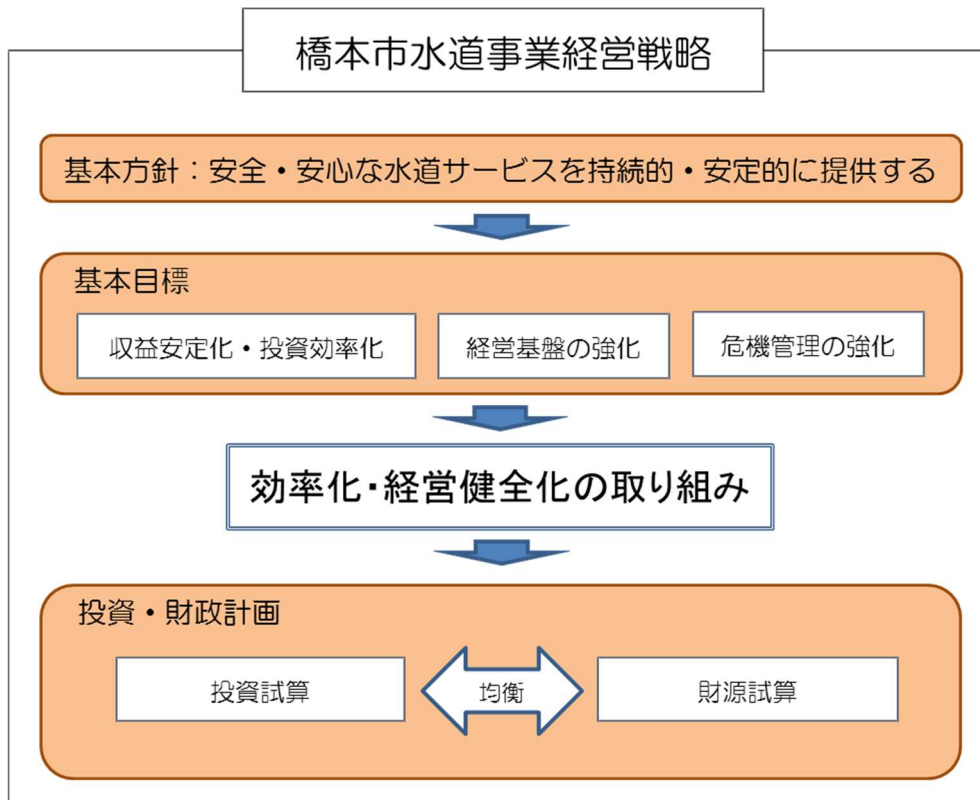 橋本市水道事業経営戦略
基本方針：安全・安心な水道サービスを持続的・安定的に提供する
基本目標
収益安定化・投資効率化
経営基盤の強化
危機管理の強化
効率化・経営健全化の取り組み
投資・財政計画
投資試算
均衡
財源試算